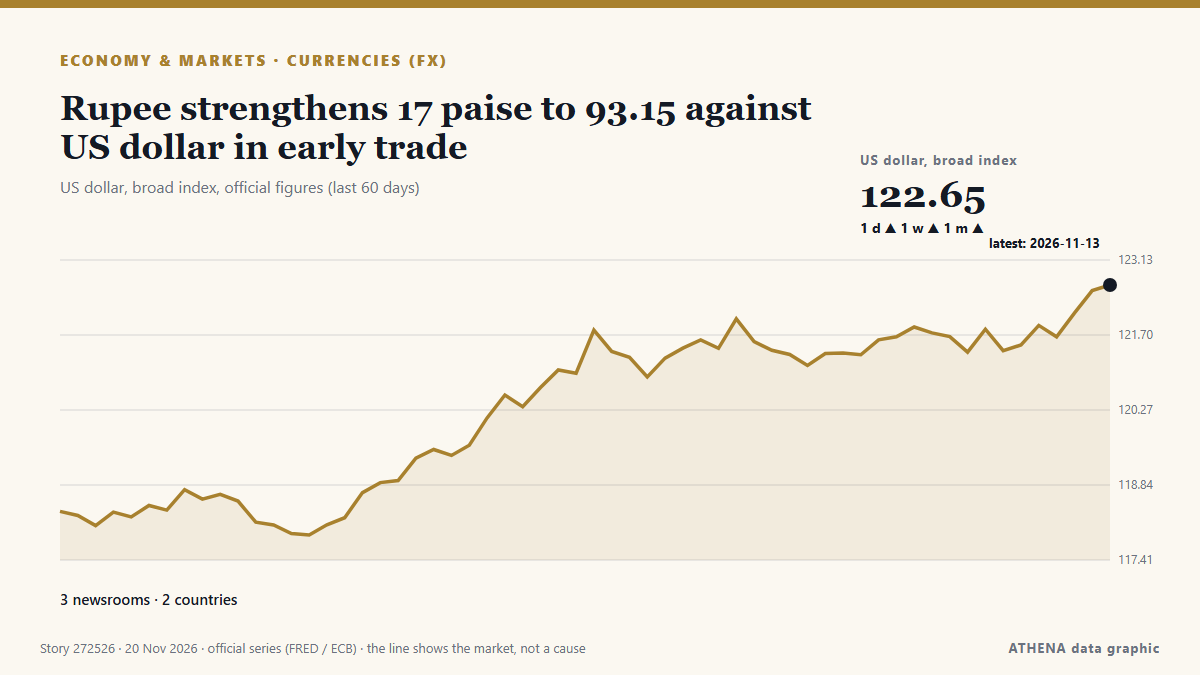 ECONOMY & MARKETS · CURRENCIES (FX)
Rupee strengthens 17 paise to 93.15 against
US dollar in early trade
US dollar, broad index, official figures (last 60 days)
US dollar, broad index
122.65
1 d ▲ 1 w ▲ 1 m ▲
latest: 2026-11-13
123.13
121.70
120.27
118.84
117.41
3 newsrooms · 2 countries
Story 272526 · 20 Nov 2026 · official series (FRED / ECB) · the line shows the market, not a cause
ATHENA data graphic